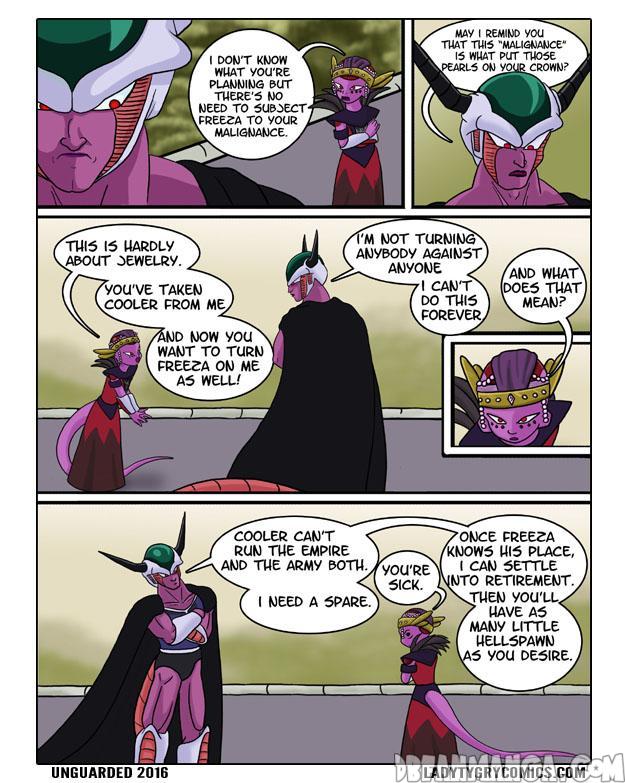 I DON'T KNOW
WHAT YOU'RE
PLANNING BUT
THERE'S NO
NEED TO SUBJECT
FREEZA TO YOUR
MALIGNANCE.
MAY I REMIND YOU
THAT THIS "MALIGNANCE"
IS WHAT PUT THOSE
PEARLS ON YOUR CROWN?
THIS IS HARDLY
ABOUT JEWELRY.
YOU'VE TAKEN
COOLER FROM ME
AND NOW YOU
WANT TO TURN
FREEZA ON ME
AS WELL!
I'M NOT TURNING
ANYBODY AGAINST
ANYONE
I CAN'T
DO THIS
FOREVER
AND WHAT
DOES THAT
MEAN?
COOLER CAN'T
RUN THE EMPIRE
AND THE ARMY BOTH.
I NEED A SPARE.
YOU'RE
SICK.
ONCE FREEZA
KNOWS HIS PLACE,
I CAN SETTLE
INTO RETIREMENT.
THEN YOU'LL
HAVE AS
MANY LITTLE
HELLSPAWN
AS YOU DESIRE.
UNGUARDED 2016
LADYTYGRYCOMICS.COM
DBFANMANGA.COM